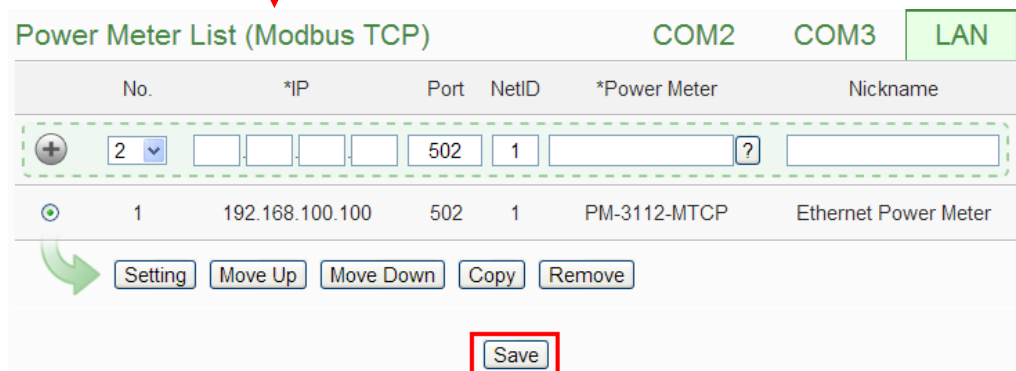 Power Meter List (Modbus TCP) COM2 COM3 LAN
No. *IP Port NetID *Power Meter Nickname
2 . . . 502 1 ?
1 192.168.100.100 502 1 PM-3112-MTCP Ethernet Power Meter
Setting Move Up Move Down Copy Remove
Save